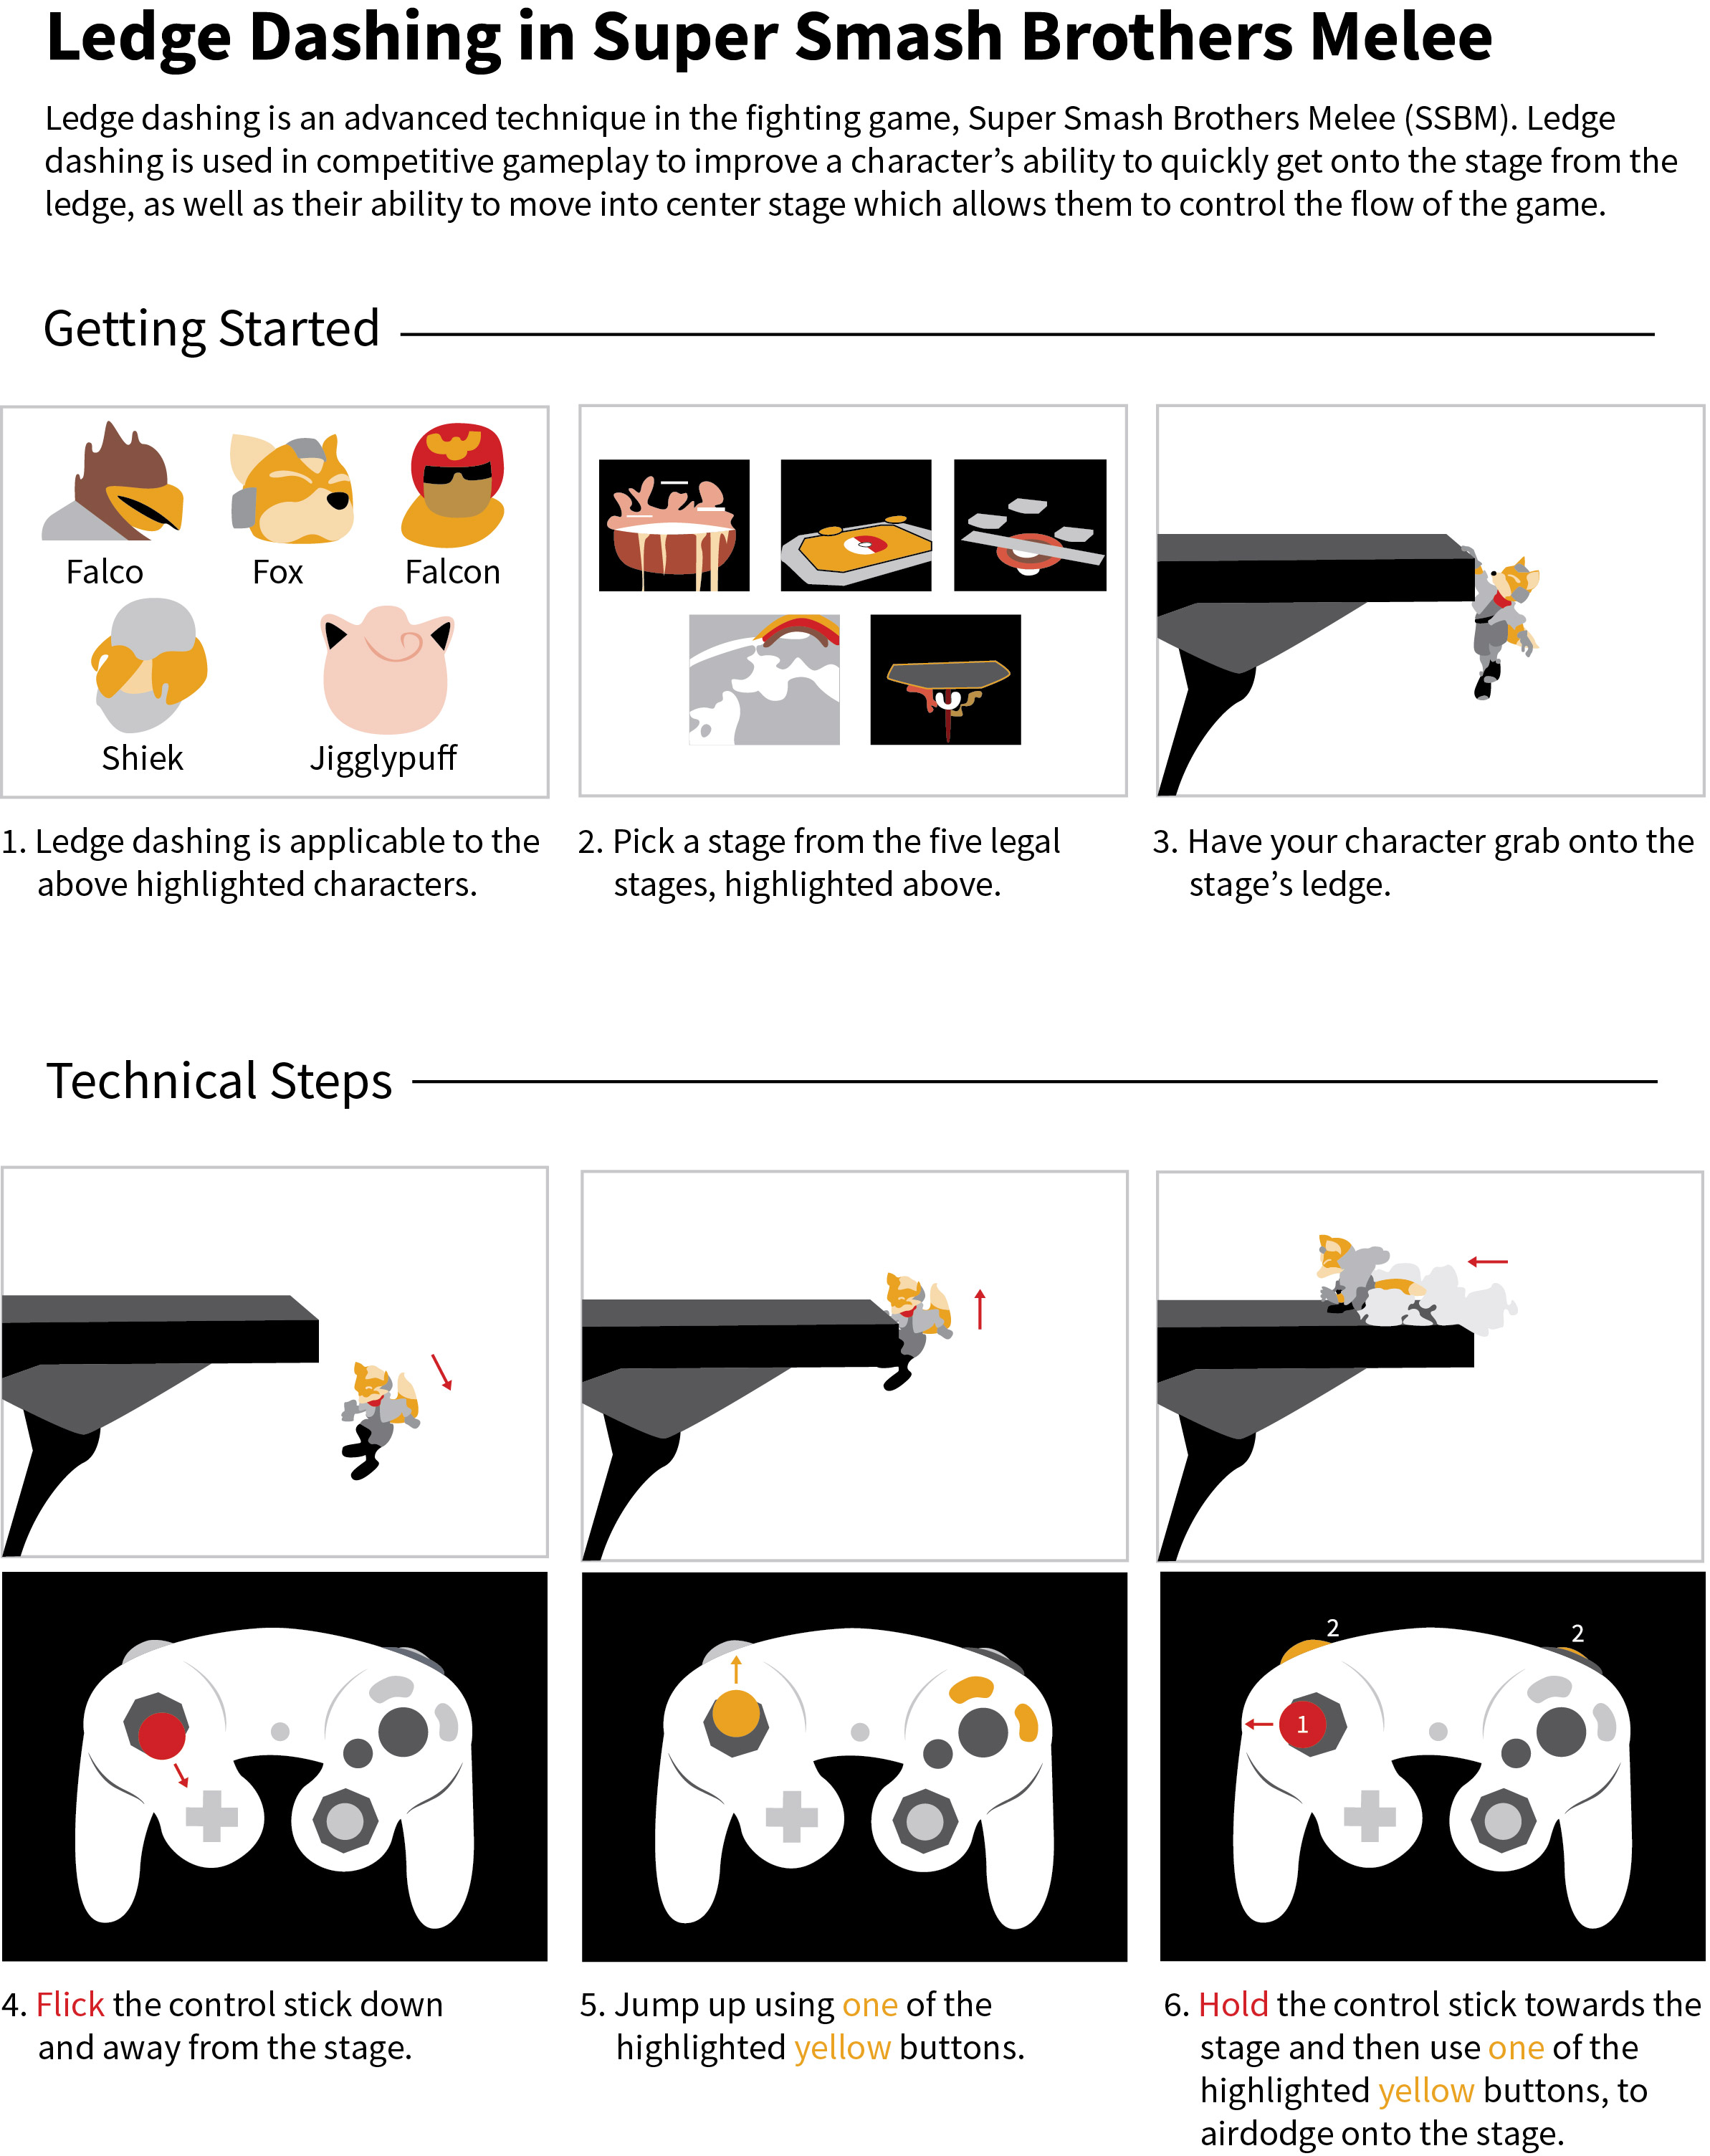 Ledge Dashing in Super Smash Brothers Melee
Ledge dashing is an advanced technique in the fighting game, Super Smash Brothers Melee (SSBM). Ledge
dashing is used in competitive gameplay to improve a character’s ability to quickly get onto the stage from the
ledge, as well as their ability to move into center stage which allows them to control the flow of the game.
Getting Started
Falco
Fox
Falcon
Shiek
Jigglypuff
1. Ledge dashing is applicable to the
above highlighted characters.
2. Pick a stage from the five legal
stages, highlighted above.
3. Have your character grab onto the
stage’s ledge.
Technical Steps
2
2
1
4. Flick the control stick down
and away from the stage.
5. Jump up using one of the
highlighted yellow buttons.
6. Hold the control stick towards the
stage and then use one of the
highlighted yellow buttons, to
airdodge onto the stage.